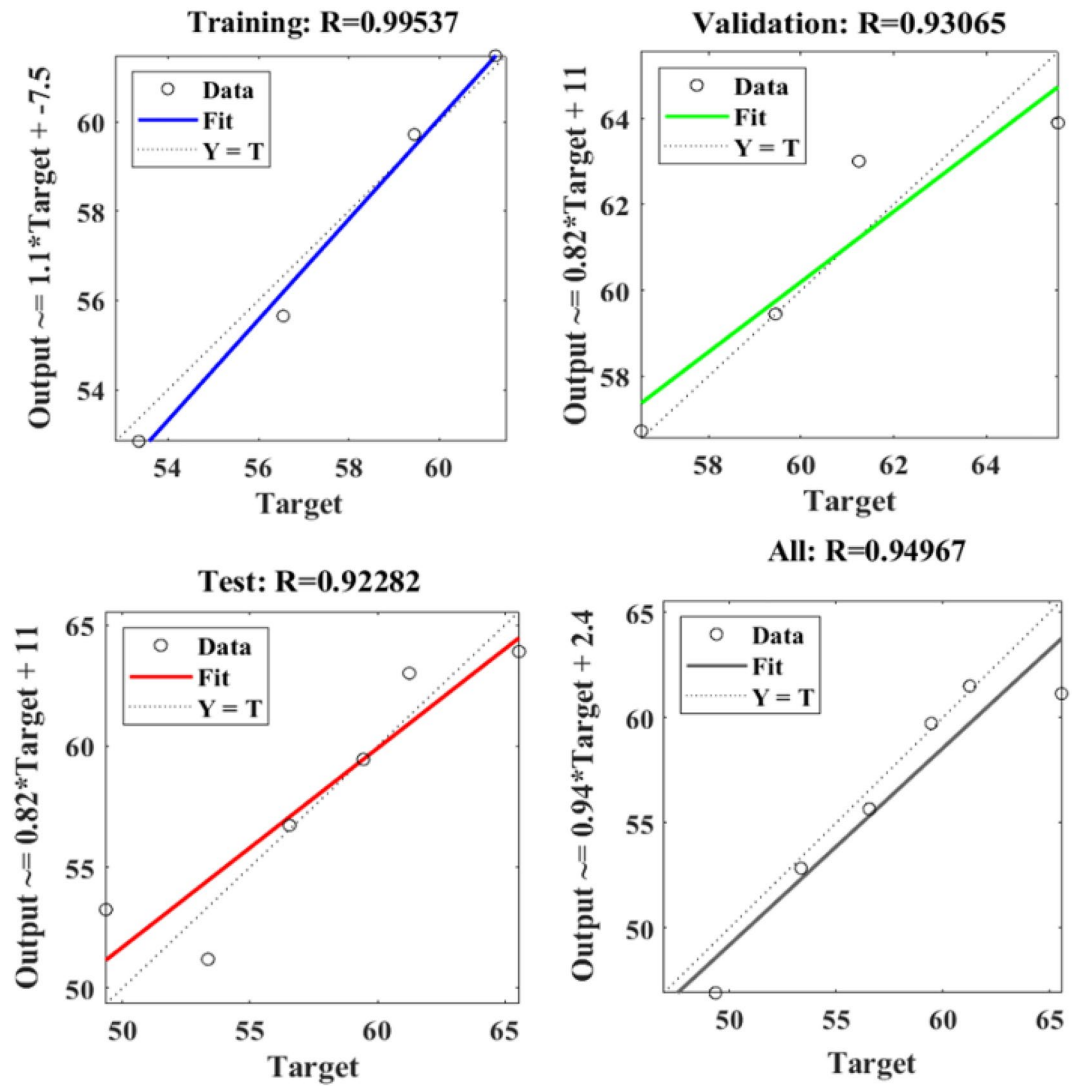 Training: R=0.99537
Output ~= 1.1*Target + -7.5
Data
Fit
Y = T
60
58
56
54
54 56 58 60
Target
Validation: R=0.93065
Output ~= 0.82*Target + 11
Data
Fit
Y = T
64
62
60
58
58 60 62 64
Target
Test: R=0.92282
Output ~= 0.82*Target + 11
Data
Fit
Y = T
65
60
55
50
50 55 60 65
Target
All: R=0.94967
Output ~= 0.94*Target + 2.4
Data
Fit
Y = T
65
60
55
50
50 55 60 65
Target